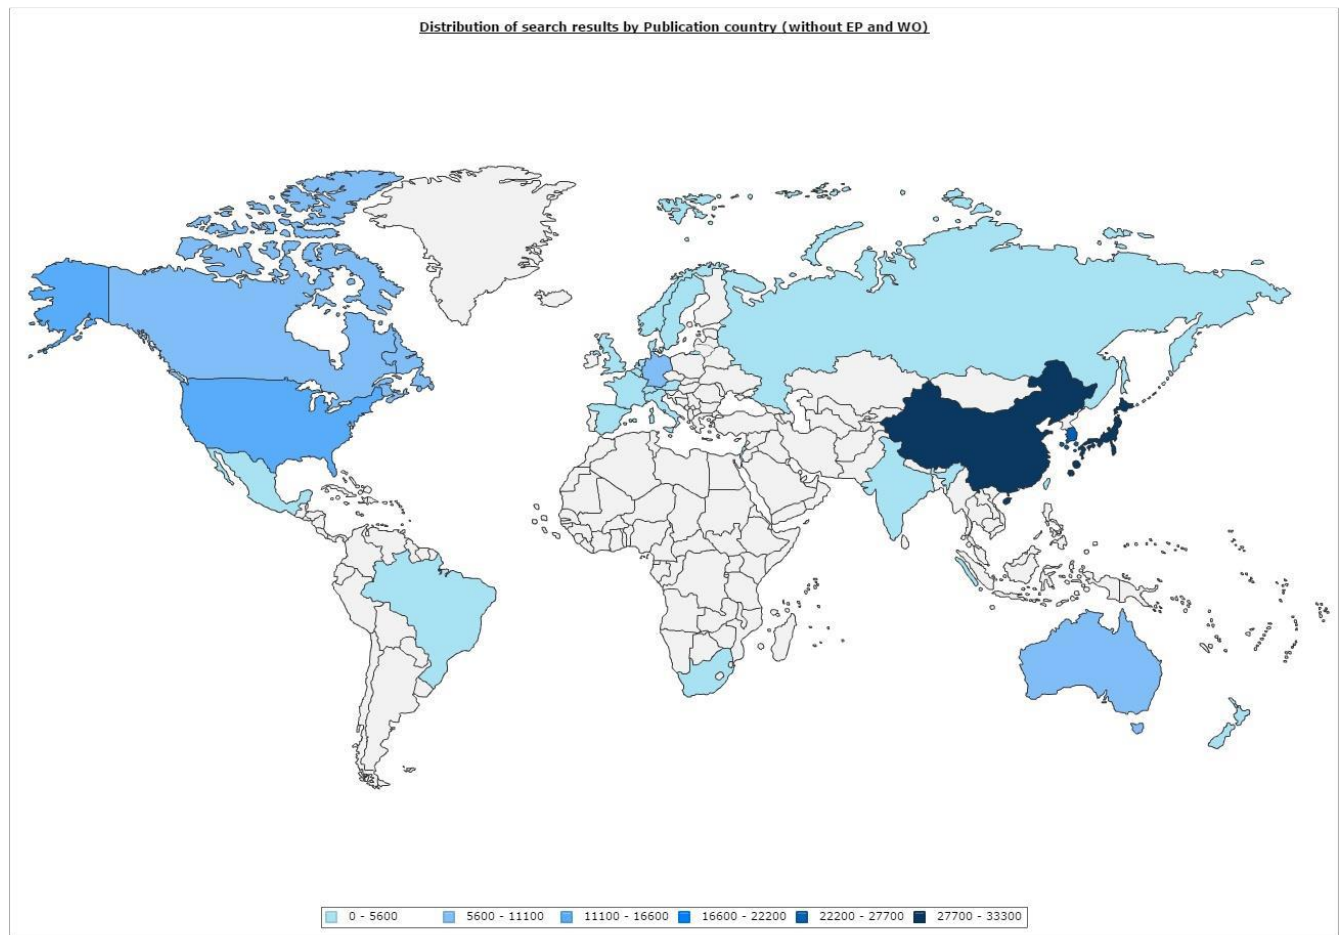 Distribution of search results by Publication country (without EP and WO)
0 - 5600 5600 - 11100 11100 - 16600 16600 - 22200 22200 - 27700 27700 - 33300